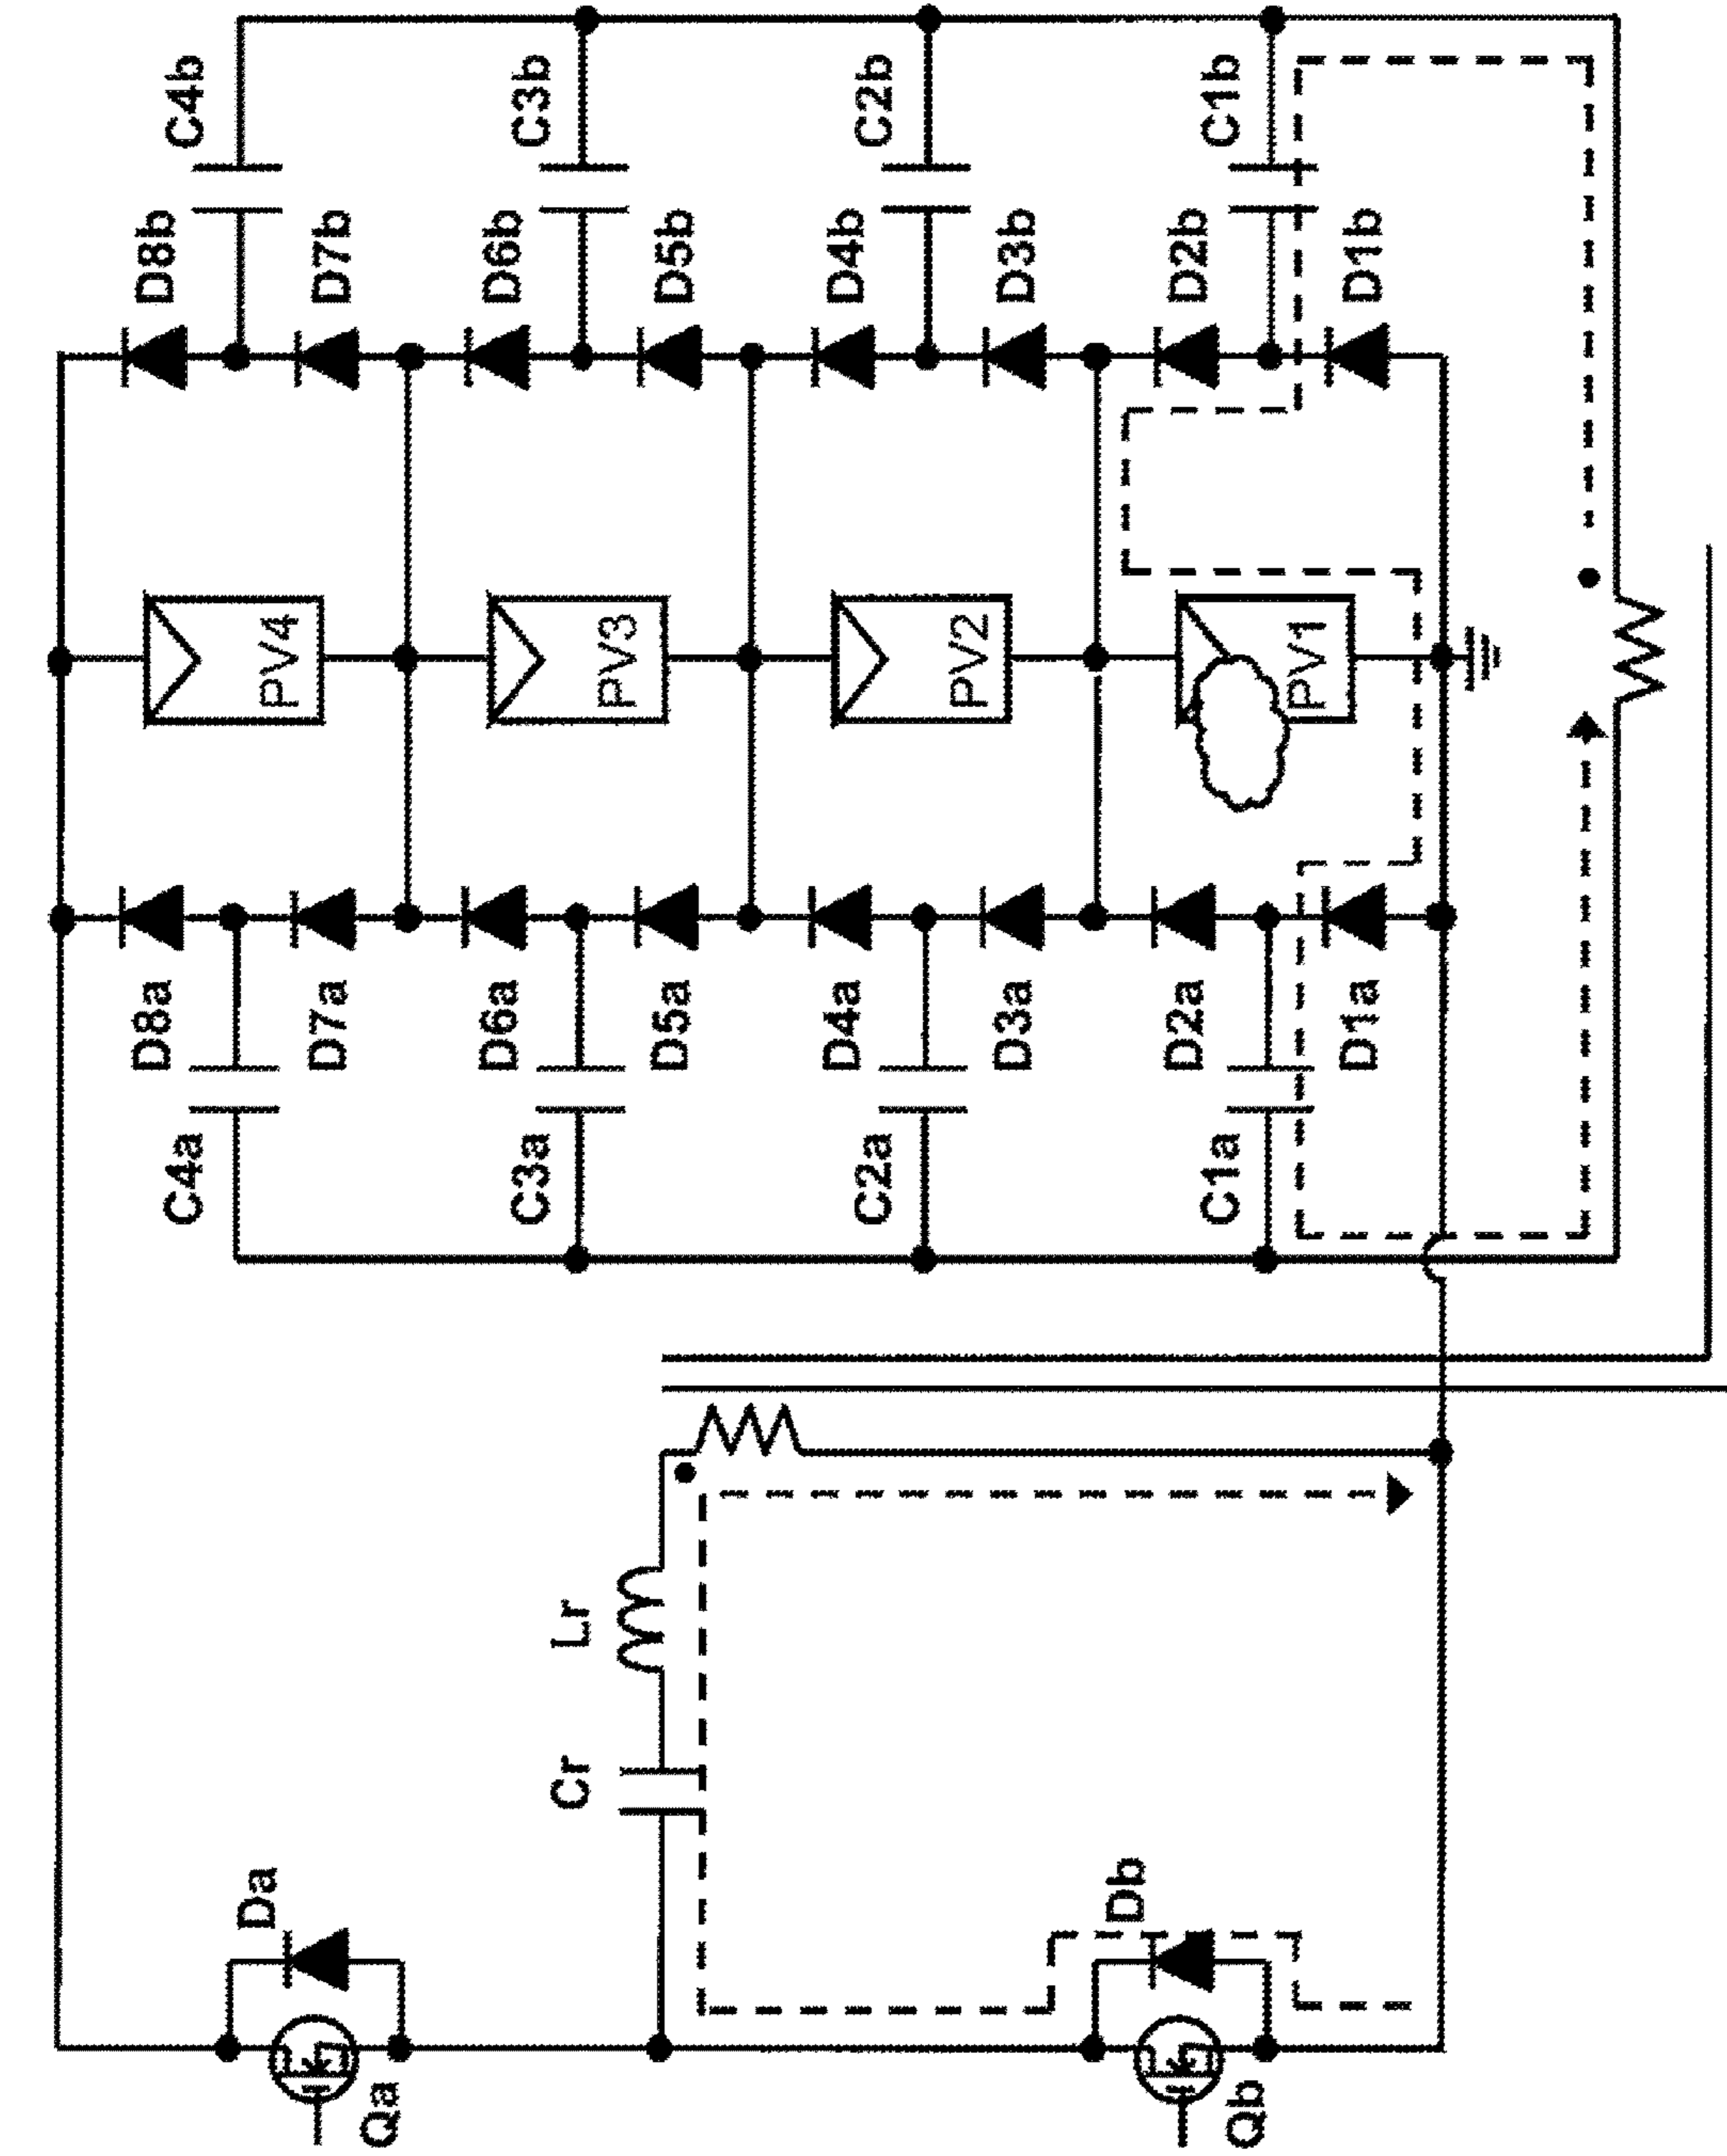 C4b
C3b
C2b
C1b
D8b
D7b
D6b
D5b
D4b
D3b
D2b
D1b
PV4
PV3
PV2
PV1
D8a
D7a
D6a
D5a
D4a
D3a
D2a
D1a
C4a
C3a
C2a
C1a
Lr
Cr
Da
Db
Qa
Qb